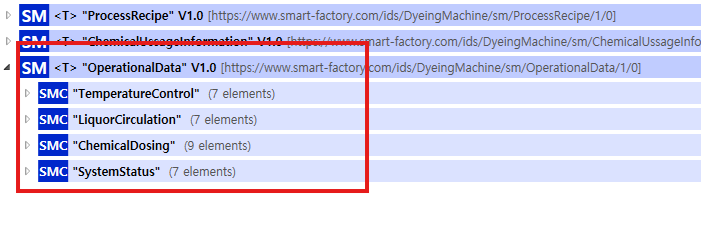 SM <T> "ProcessRecipe" V1.0 [https://www.smart-factory.com/ids/DyeingMachine/sm/ProcessRecipe/1/0]
SM <T> "ChemicalUssageInformation" V1.0 [https://www.smart-factory.com/ids/DyeingMachine/sm/ChemicalUssageInfo
SM <T> "OperationalData" V1.0 [https://www.smart-factory.com/ids/DyeingMachine/sm/OperationalData/1/0]
SMC "TemperatureControl" (7 elements)
SMC "LiquorCirculation" (7 elements)
SMC "ChemicalDosing" (9 elements)
SMC "SystemStatus" (7 elements)